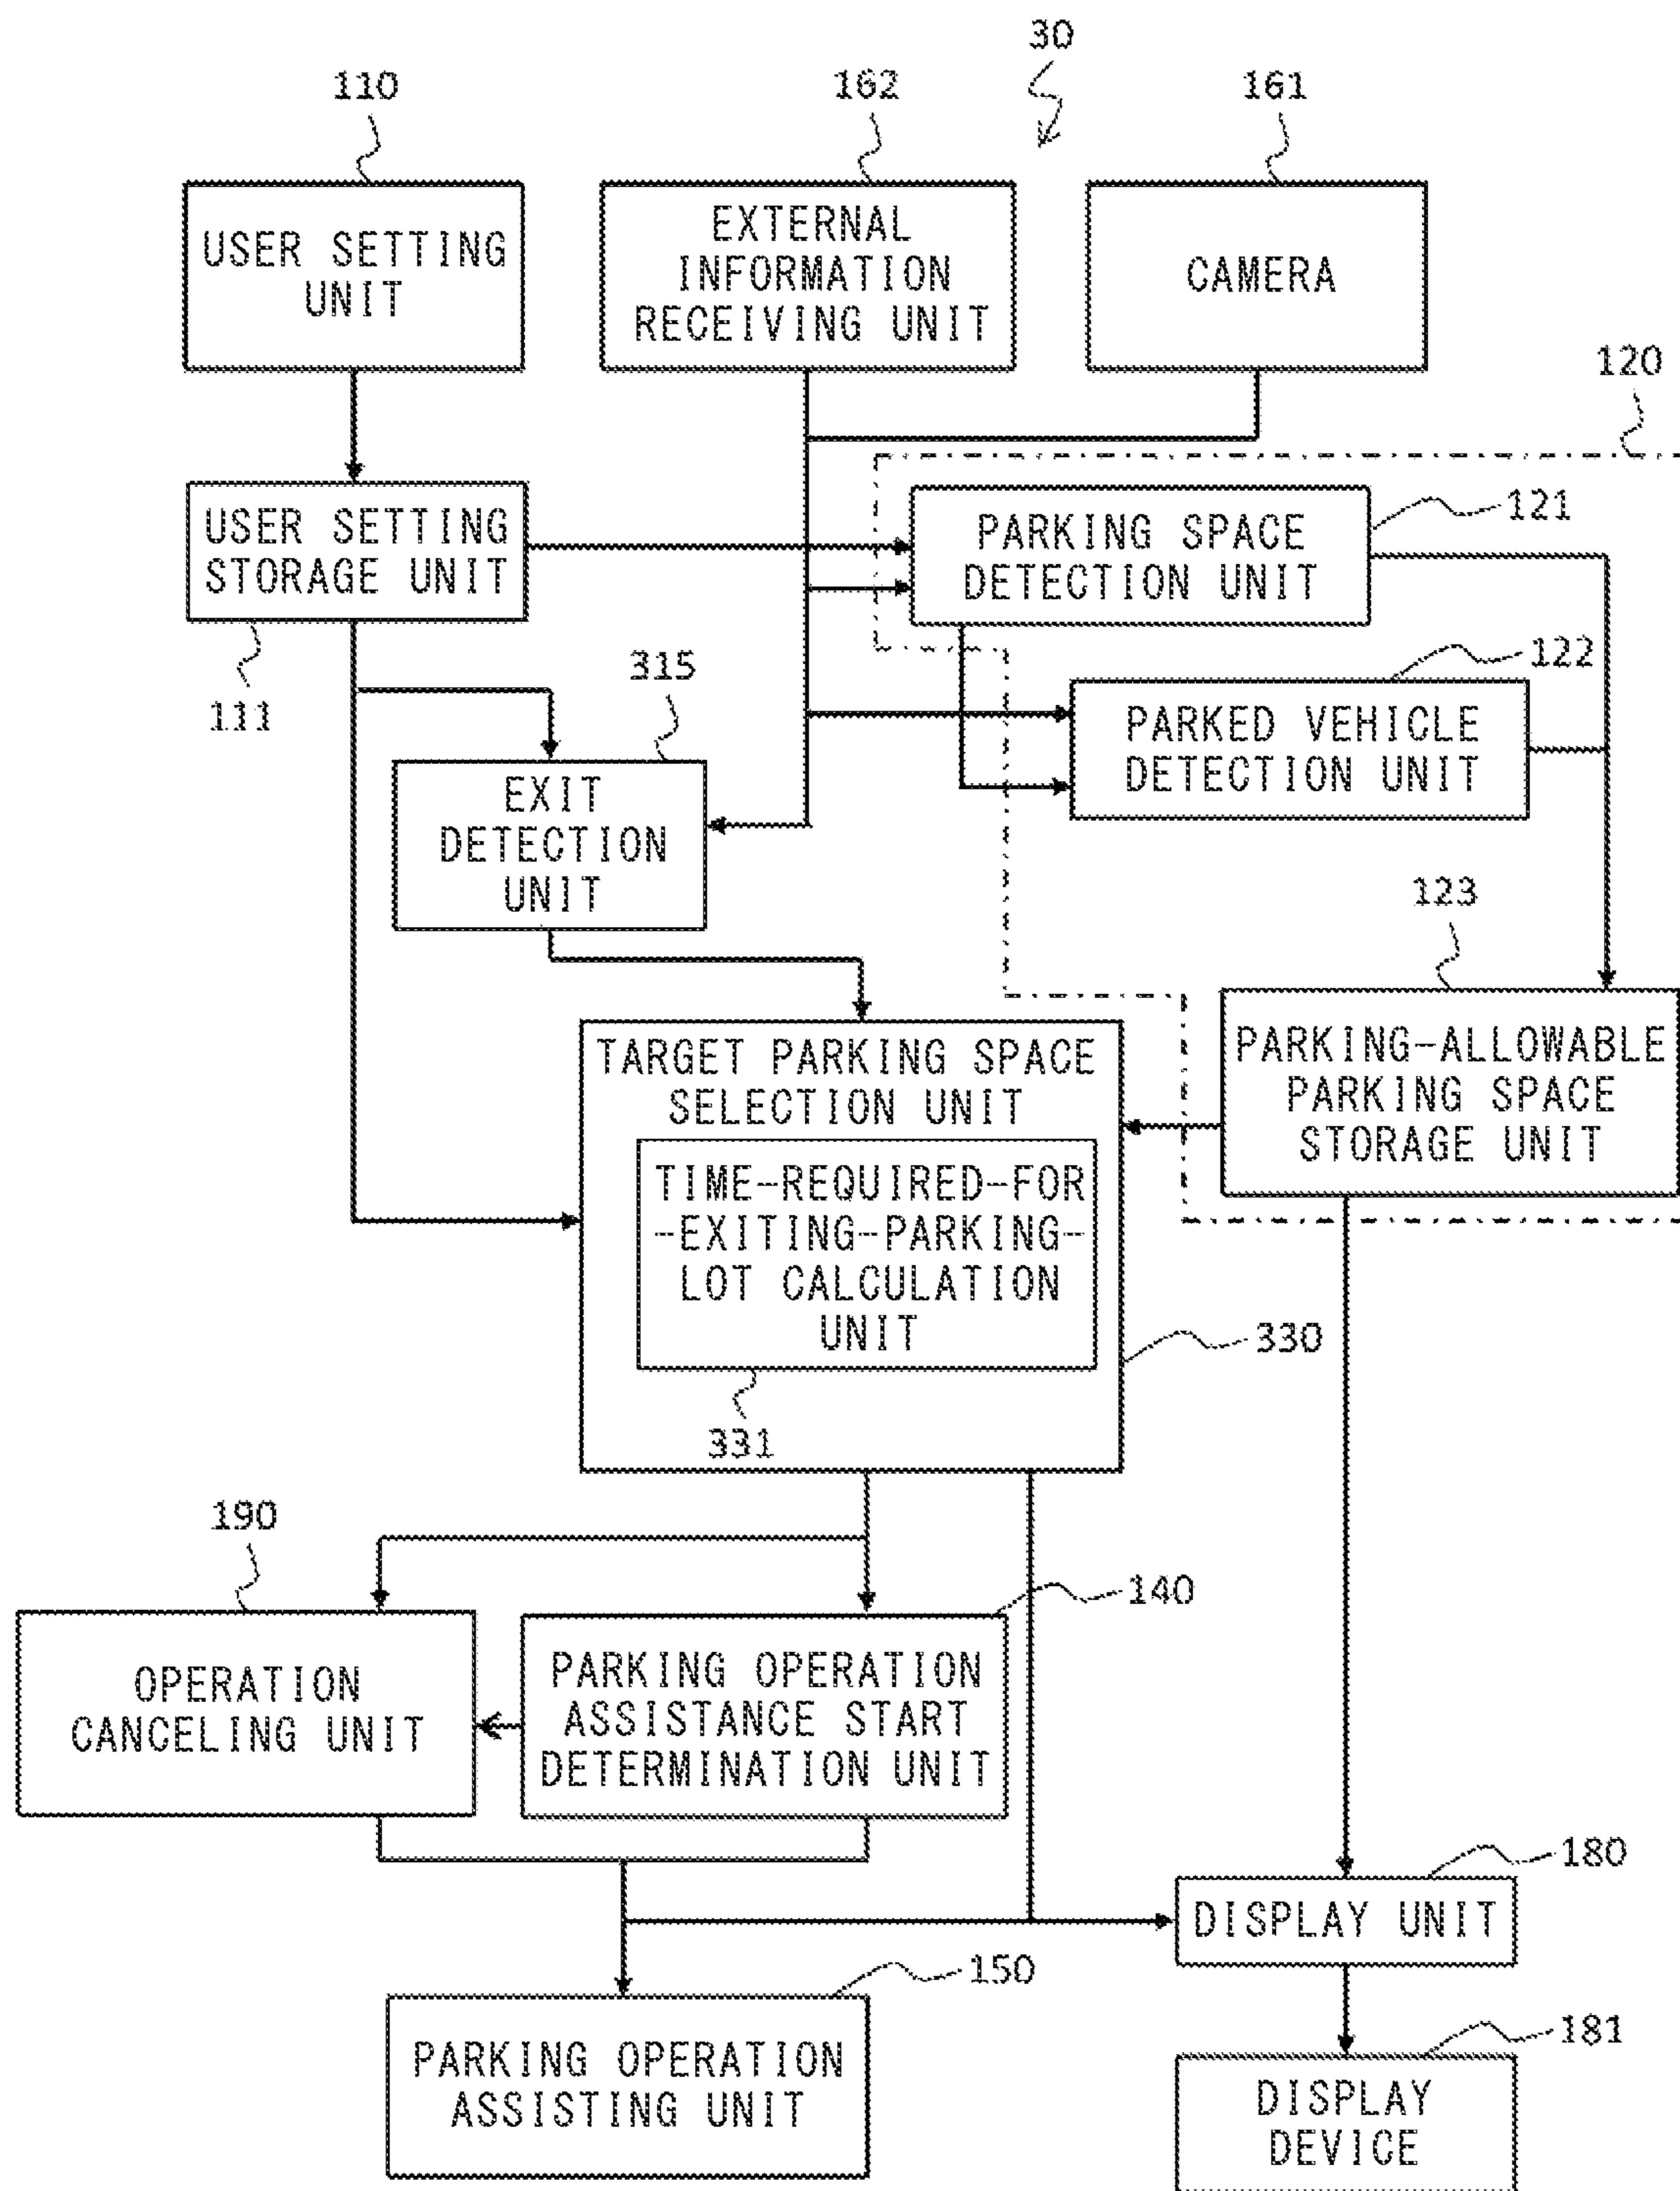 30
110
162
161
USER SETTING
UNIT
EXTERNAL
INFORMATION
RECEIVING UNIT
CAMERA
120
USER SETTING
STORAGE UNIT
111
PARKING SPACE
DETECTION UNIT
121
315
122
PARKED VEHICLE
DETECTION UNIT
EXIT
DETECTION
UNIT
123
PARKING-ALLOWABLE
PARKING SPACE
STORAGE UNIT
TARGET PARKING SPACE
SELECTION UNIT
TIME-REQUIRED-FOR
-EXITING-PARKING-
LOT CALCULATION
UNIT
330
331
190
140
OPERATION
CANCELING UNIT
PARKING OPERATION
ASSISTANCE START
DETERMINATION UNIT
180
DISPLAY UNIT
150
PARKING OPERATION
ASSISTING UNIT
181
DISPLAY
DEVICE